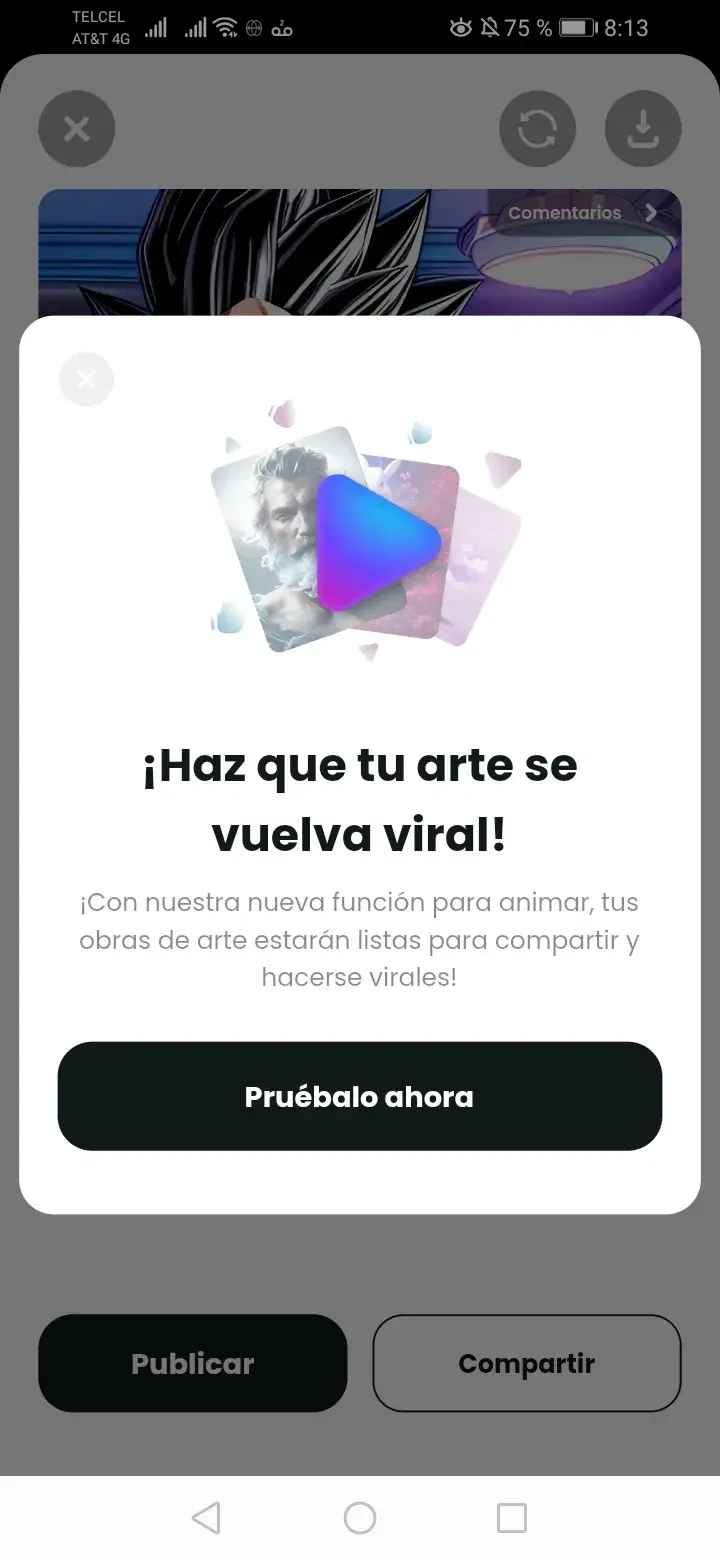 TELCEL
AT&T 4G
75 % 8:13
Comentarios
¡Haz que tu arte se
vuelva viral!
¡Con nuestra nueva función para animar, tus
obras de arte estarán listas para compartir y
hacerse virales!
Pruébalo ahora
Publicar
Compartir